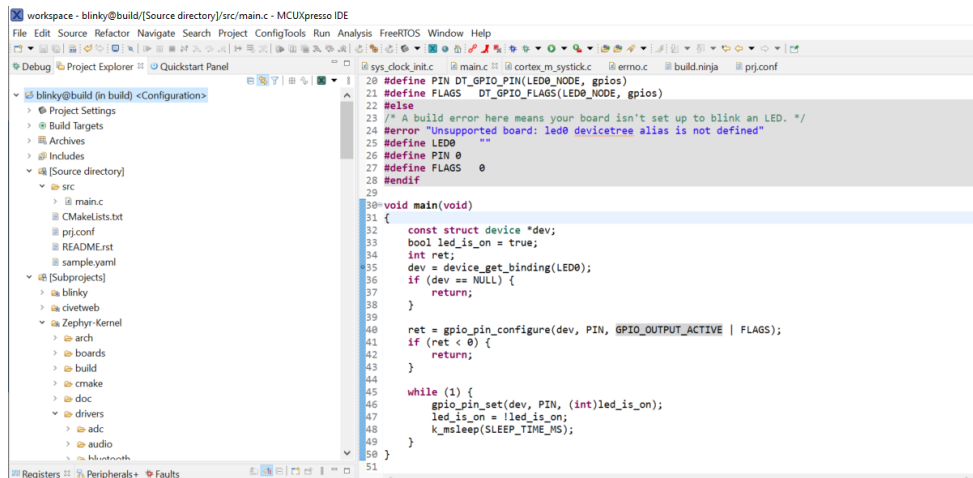 workspace - blinky@build/[Source directory]/src/main.c - MCUXpresso IDE
File Edit Source Refactor Navigate Search Project ConfigTools Run Analysis FreeRTOS Window Help
Debug Project Explorer Quickstart Panel
blinky@build (in build) <Configuration>
Project Settings
Build Targets
Archives
Includes
[Source directory]
src
main.c
CMakeLists.txt
prj.conf
README.rst
sample.yaml
[Subprojects]
blinky
civetweb
Zephyr-Kernel
arch
boards
build
cmake
doc
drivers
adc
audio
bluetooth
Registers Peripherals+ Faults
sys_clock_init.c main.c cortex_m_systick.c errno.c build.ninja prj.conf
20 #define PIN DT_GPIO_PIN(LED0_NODE, gpios)
21 #define FLAGS   DT_GPIO_FLAGS(LED0_NODE, gpios)
22 #else
23 /* A build error here means your board isn't set up to blink an LED. */
24 #error "Unsupported board: led0 devicetree alias is not defined"
25 #define LED0    ""
26 #define PIN 0
27 #define FLAGS   0
28 #endif
29
30 void main(void)
31 {
32     const struct device *dev;
33     bool led_is_on = true;
34     int ret;
35     dev = device_get_binding(LED0);
36     if (dev == NULL) {
37         return;
38     }
39
40     ret = gpio_pin_configure(dev, PIN, GPIO_OUTPUT_ACTIVE | FLAGS);
41     if (ret < 0) {
42         return;
43     }
44
45     while (1) {
46         gpio_pin_set(dev, PIN, (int)led_is_on);
47         led_is_on = !led_is_on;
48         k_msleep(SLEEP_TIME_MS);
49     }
50 }
51